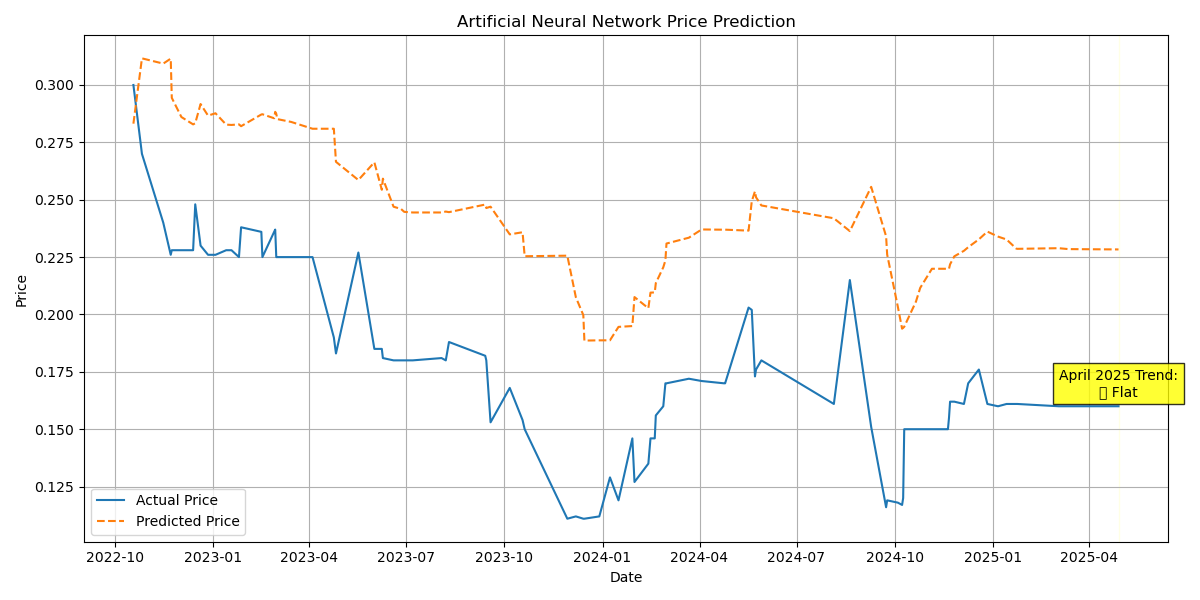 Artificial Neural Network Price Prediction
Price
0.300
0.275
0.250
0.225
0.200
0.175
0.150
0.125
April 2025 Trend:
Flat
Actual Price
Predicted Price
2022-10 2023-01 2023-04 2023-07 2023-10 2024-01 2024-04 2024-07 2024-10 2025-01 2025-04
Date